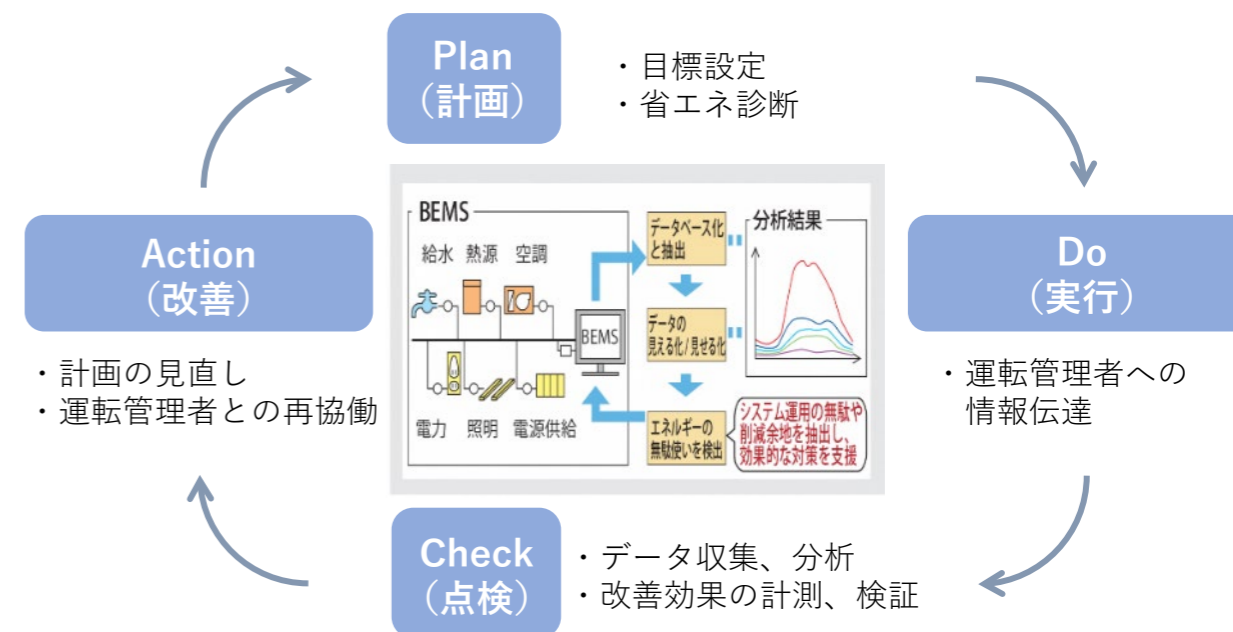 Plan
（計画）
・目標設定
・省エネ診断
Action
（改善）
・計画の見直し
・運転管理者との再協働
BEMS
給水 熱源 空調
BEMS
電力 照明 電源供給
データベース化
と抽出
データの
見える化/見せる化
エネルギーの
無駄使いを検出
分析結果
システム運用の無駄や
削減余地を抽出し、
効果的な対策を支援
Do
（実行）
・運転管理者への
情報伝達
Check
（点検）
・データ収集、分析
・改善効果の計測、検証